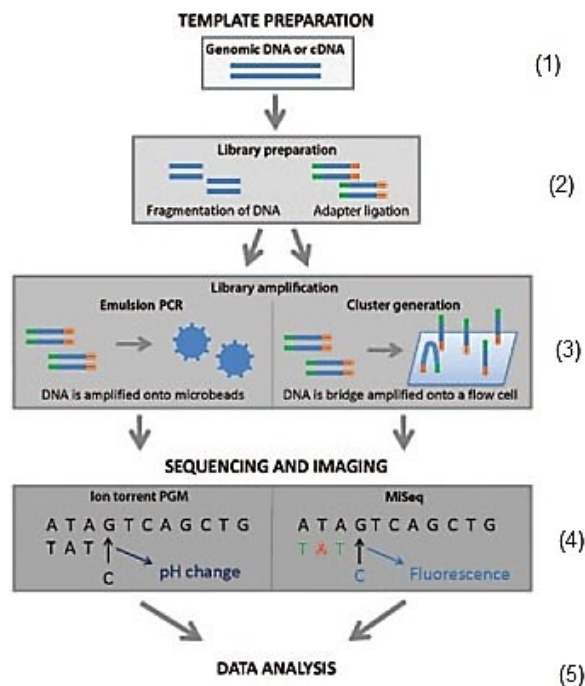 TEMPLATE PREPARATION
Genomic DNA or cDNA
(1)
Library preparation
Fragmentation of DNA
Adapter ligation
(2)
Library amplification
Emulsion PCR
Cluster generation
DNA is amplified onto microbeads
DNA is bridge amplified onto a flow cell
(3)
SEQUENCING AND IMAGING
Ion torrent PGM
MiSeq
A T A G T C A G C T G
A T A G T C A G C T G
T A T
T A T
C
pH change
C
Fluorescence
(4)
DATA ANALYSIS
(5)